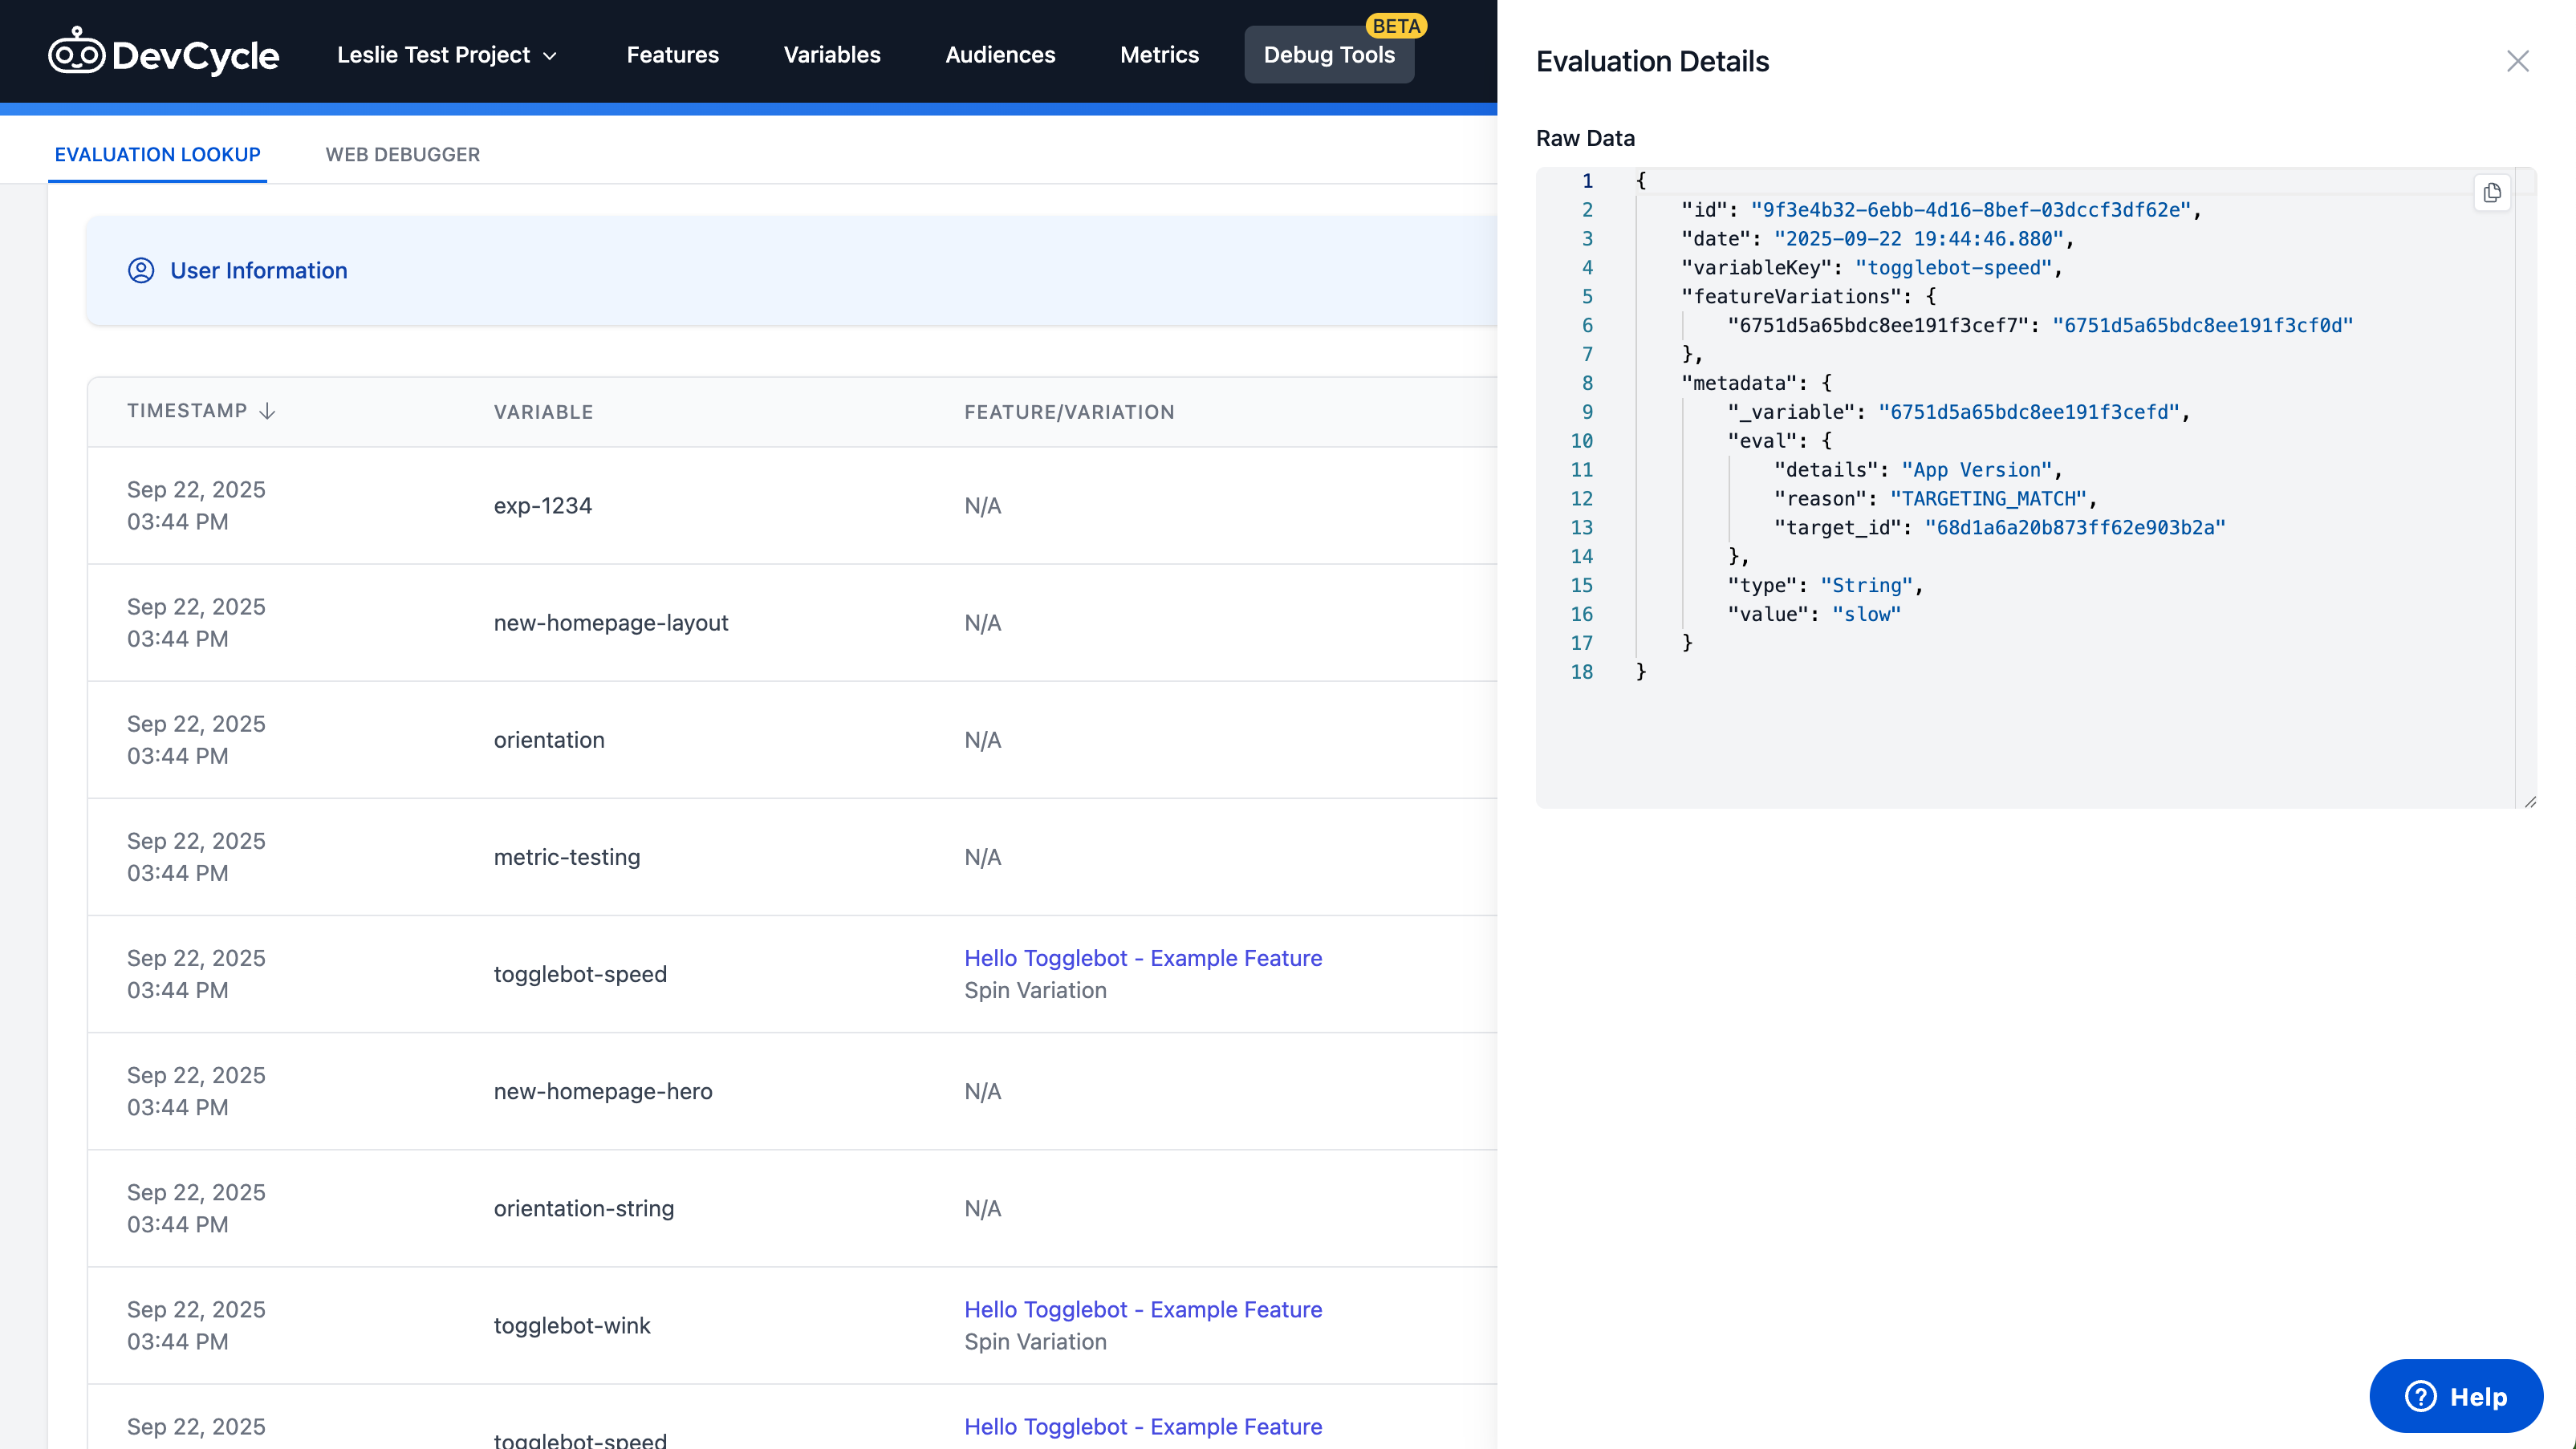 DevCycle
Leslie Test Project
Features
Variables
Audiences
Metrics
Debug Tools
BETA
EVALUATION LOOKUP
WEB DEBUGGER
User Information
TIMESTAMP
VARIABLE
FEATURE/VARIATION
Sep 22, 2025
03:44 PM
exp-1234
N/A
Sep 22, 2025
03:44 PM
new-homepage-layout
N/A
Sep 22, 2025
03:44 PM
orientation
N/A
Sep 22, 2025
03:44 PM
metric-testing
N/A
Sep 22, 2025
03:44 PM
togglebot-speed
Hello Togglebot - Example Feature
Spin Variation
Sep 22, 2025
03:44 PM
new-homepage-hero
N/A
Sep 22, 2025
03:44 PM
orientation-string
N/A
Sep 22, 2025
03:44 PM
togglebot-wink
Hello Togglebot - Example Feature
Spin Variation
Sep 22, 2025
togglebot-speed
Hello Togglebot - Example Feature
Evaluation Details
Raw Data
1 {
2 "id": "9f3e4b32-6ebb-4d16-8bef-03dccf3df62e",
3 "date": "2025-09-22 19:44:46.880",
4 "variableKey": "togglebot-speed",
5 "featureVariations": {
6 "6751d5a65bdc8ee191f3cef7": "6751d5a65bdc8ee191f3cf0d"
7 },
8 "metadata": {
9 "_variable": "6751d5a65bdc8ee191f3cefd",
10 "eval": {
11 "details": "App Version",
12 "reason": "TARGETING_MATCH",
13 "target_id": "68d1a6a20b873ff62e903b2a"
14 },
15 "type": "String",
16 "value": "slow"
17 }
18 }
Help